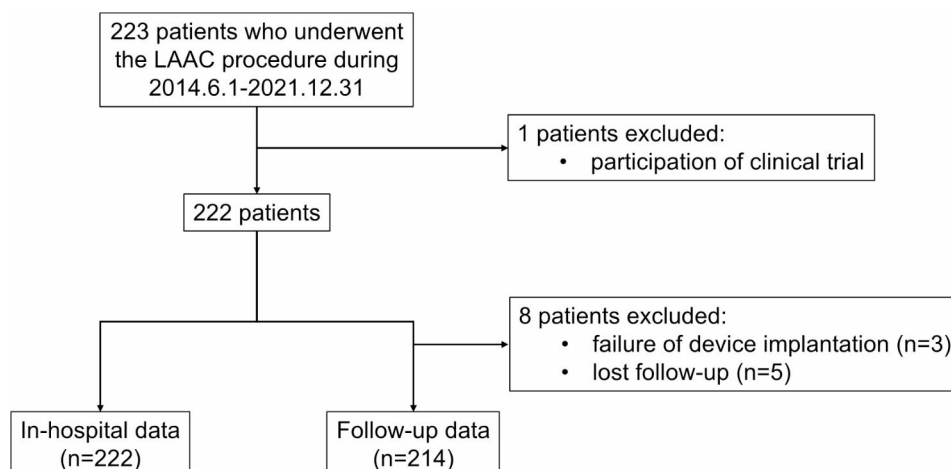 223 patients who underwent
the LAAC procedure during
2014.6.1-2021.12.31
1 patients excluded:
• participation of clinical trial
222 patients
8 patients excluded:
• failure of device implantation (n=3)
• lost follow-up (n=5)
In-hospital data
(n=222)
Follow-up data
(n=214)